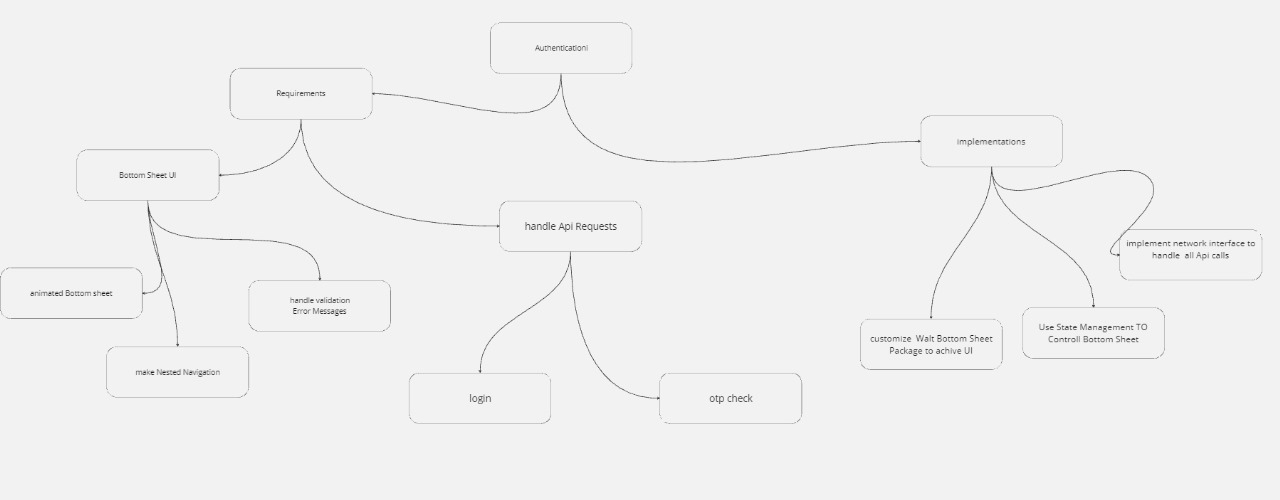 Authenticationi
Requirements
implementations
Bottom Sheet UI
handle Api Requests
implement network interface to
handle all Api calls
animated Bottom sheet
handle validation
Error Messages
customize Walt Bottom Sheet
Package to achive UI
Use State Management TO
Controll Bottom Sheet
make Nested Navigation
login
otp check